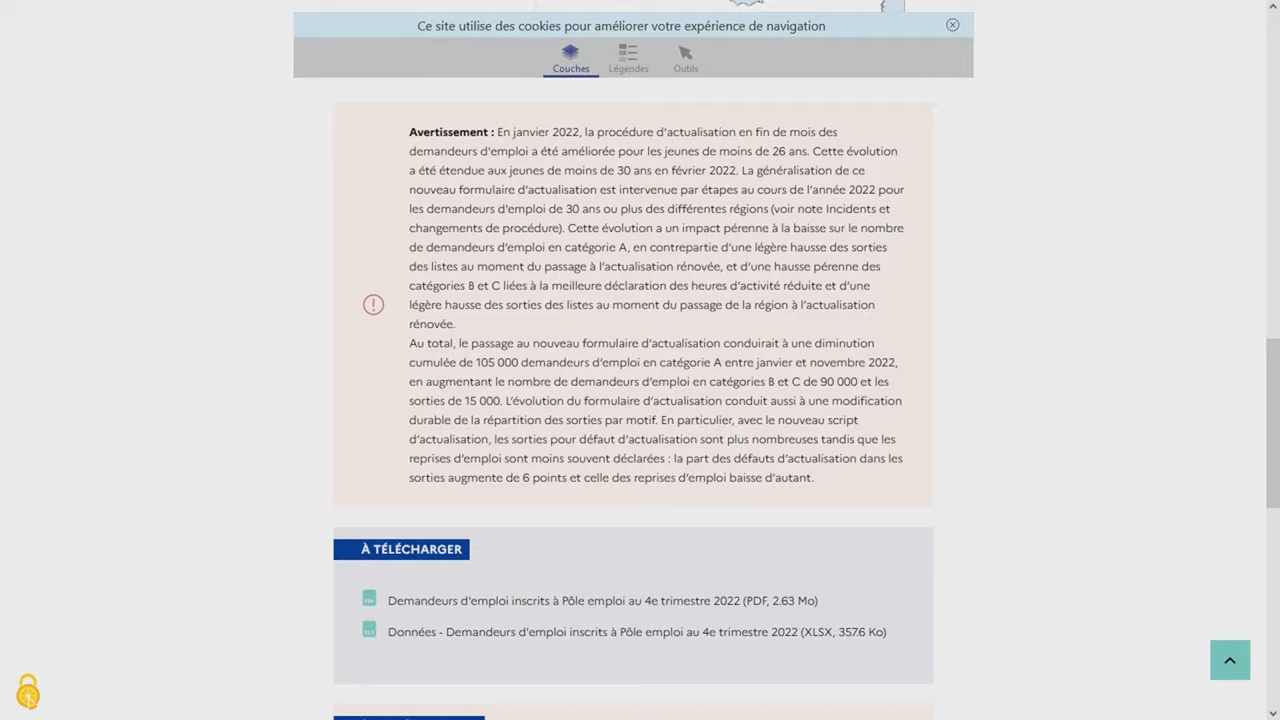 Ce site utilise des cookies pour améliorer votre expérience de navigation
Couches
Légendes
Outils
Avertissement : En janvier 2022, la procédure d'actualisation en fin de mois des
demandeurs d'emploi a été améliorée pour les jeunes de moins de 26 ans. Cette évolution
a été étendue aux jeunes de moins de 30 ans en février 2022. La généralisation de ce
nouveau formulaire d'actualisation est intervenue par étapes au cours de l'année 2022 pour
les demandeurs d'emploi de 30 ans ou plus des différentes régions (voir note Incidents et
changements de procédure). Cette évolution a un impact pérenne à la baisse sur le nombre
de demandeurs d'emploi en catégorie A, en contrepartie d'une légère hausse des sorties
des listes au moment du passage à l'actualisation rénovée, et d'une hausse pérenne des
catégories B et C liées à la meilleure déclaration des heures d'activité réduite et d'une
légère hausse des sorties des listes au moment du passage de la région à l'actualisation
rénovée.
Au total, le passage au nouveau formulaire d'actualisation conduirait à une diminution
cumulée de 105 000 demandeurs d'emploi en catégorie A entre janvier et novembre 2022,
en augmentant le nombre de demandeurs d'emploi en catégories B et C de 90 000 et les
sorties de 15 000. L'évolution du formulaire d'actualisation conduit aussi à une modification
durable de la répartition des sorties par motif. En particulier, avec le nouveau script
d'actualisation, les sorties pour défaut d'actualisation sont plus nombreuses tandis que les
reprises d'emploi sont moins souvent déclarées : la part des défauts d'actualisation dans les
sorties augmente de 6 points et celle des reprises d'emploi baisse d'autant.
À TÉLÉCHARGER
Demandeurs d'emploi inscrits à Pôle emploi au 4e trimestre 2022 (PDF, 2.63 Mo)
Données - Demandeurs d'emploi inscrits à Pôle emploi au 4e trimestre 2022 (XLSX, 357.6 Ko)